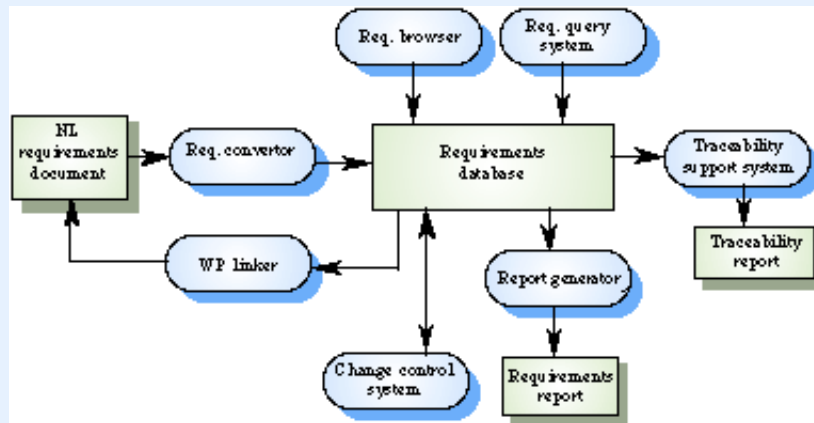 Req. browser
Req. query
system
NL
requirements
document
Req. convertor
Requirements
database
Traceability
support system
WP linker
Report generator
Traceability
report
Change control
system
Requirements
report